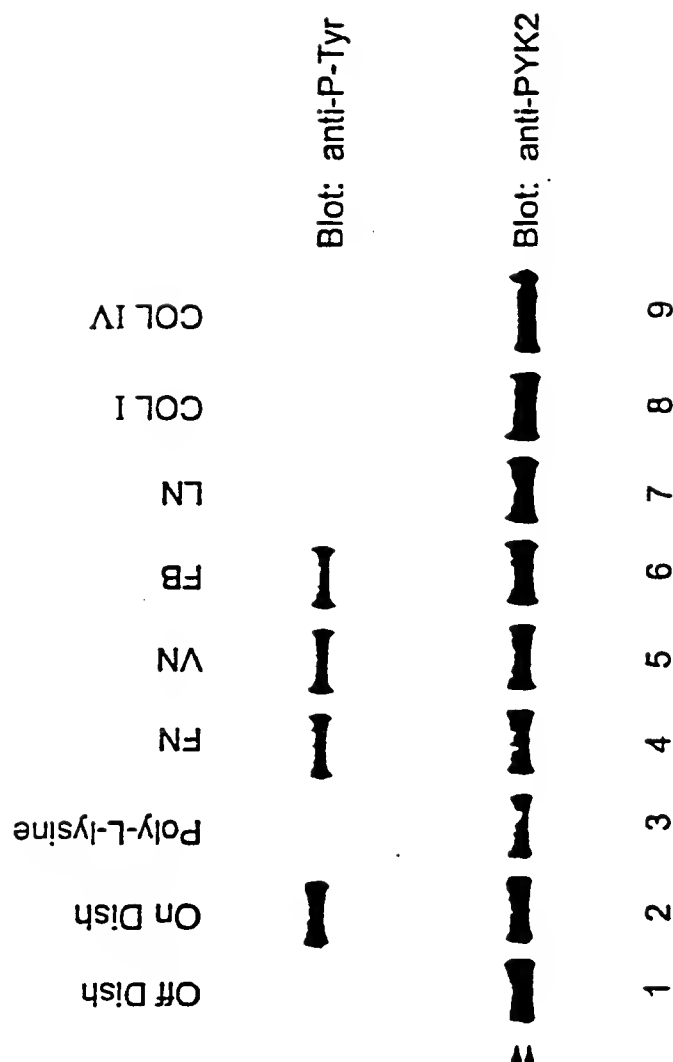 Off Dish
On Dish
Poly-L-lysine
FN
VN
FB
LN
COL I
COL IV
Blot: anti-P-Tyr
Blot: anti-PYK2
1 2 3 4 5 6 7 8 9